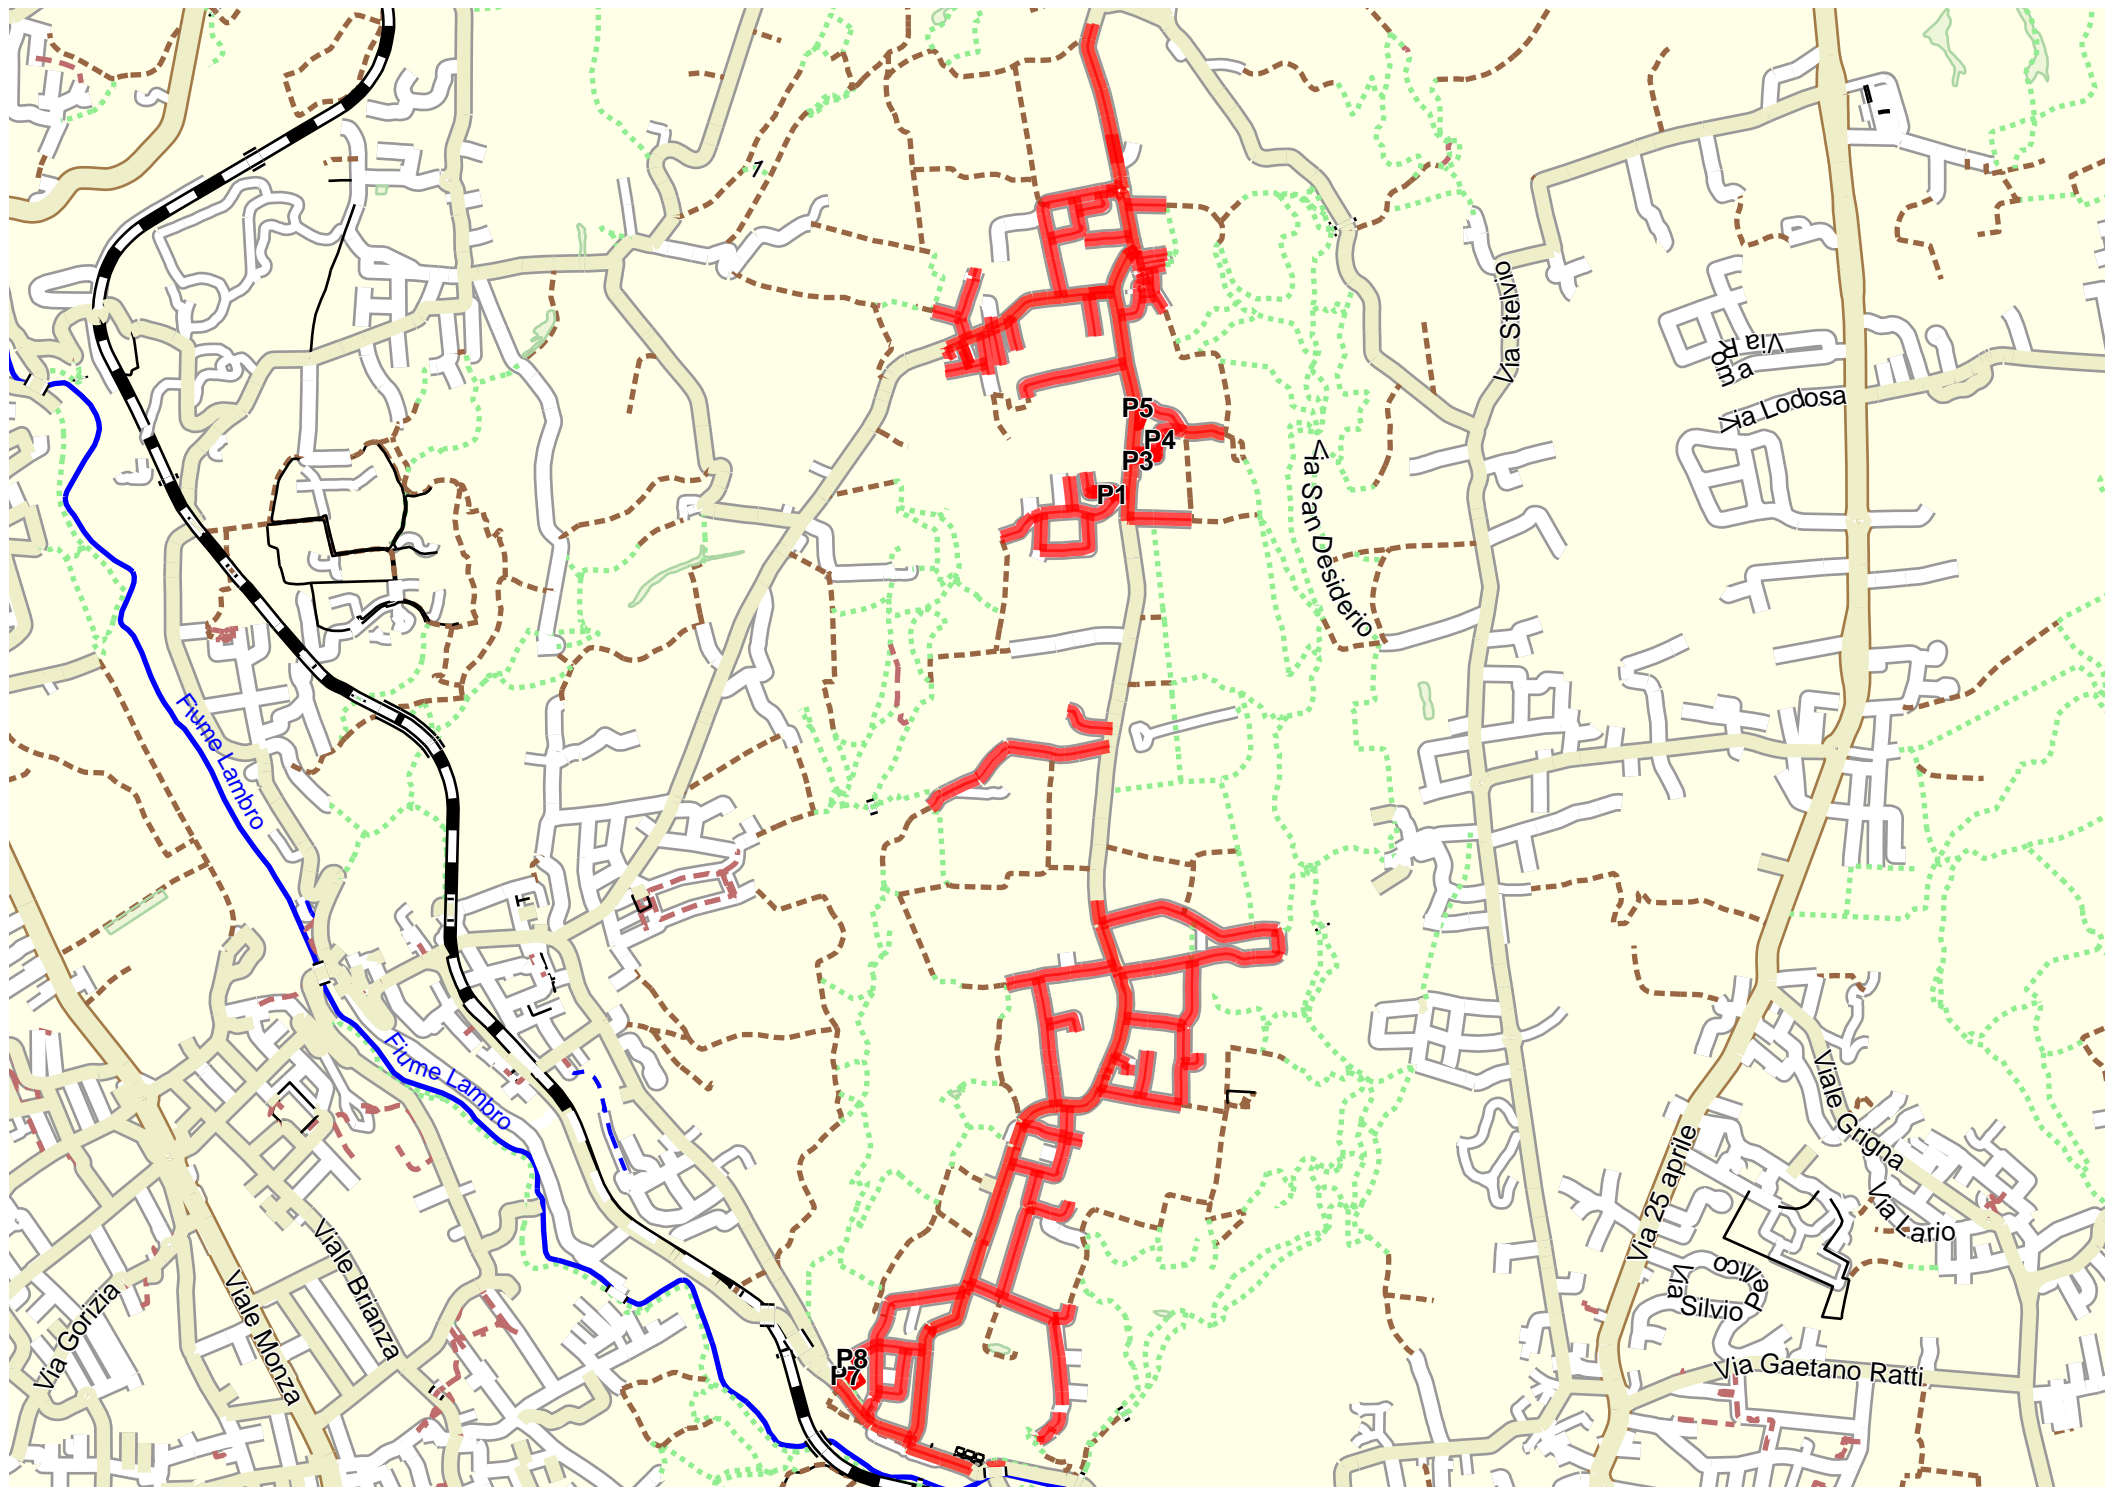 Via Stelvio
Via Roma
Via Lodosa
P5
P4
P3
P1
Via San Desiderio
Fiume Lambro
Fiume Lambro
Viale Grigna
Via 25 aprile
Via Lario
Via Silvio Pellico
Viale Brianza
Viale Monza
Via Gorizia
P8
P7
Via Gaetano Ratti